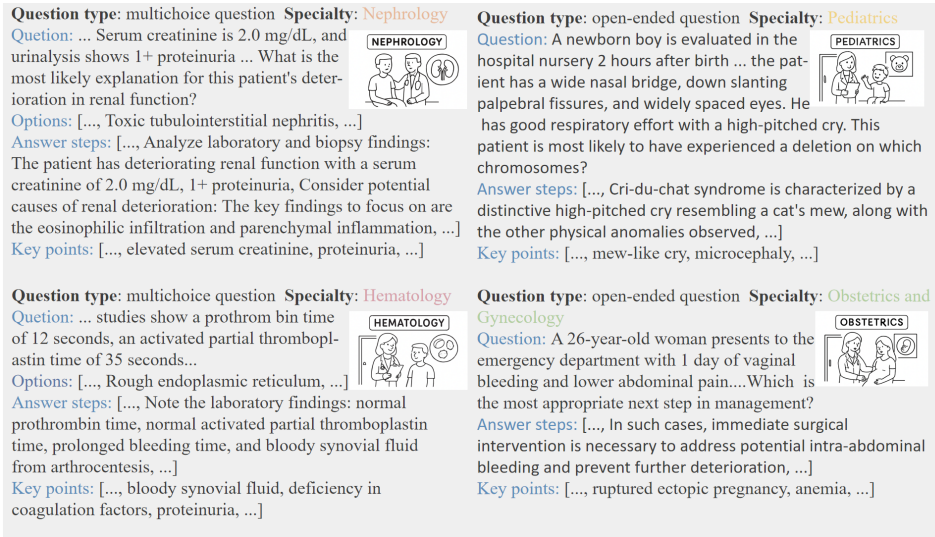 Question type: multichoice question  Specialty: Nephrology
Quetion: ... Serum creatinine is 2.0 mg/dL, and
urinalysis shows 1+ proteinuria ... What is the
most likely explanation for this patient's deter-
ioration in renal function?
NEPHROLOGY
Options: [..., Toxic tubulointerstitial nephritis, ...]
Answer steps: [..., Analyze laboratory and biopsy findings:
The patient has deteriorating renal function with a serum
creatinine of 2.0 mg/dL, 1+ proteinuria, Consider potential
causes of renal deterioration: The key findings to focus on are
the eosinophilic infiltration and parenchymal inflammation, ...]
Key points: [..., elevated serum creatinine, proteinuria, ...]
Question type: open-ended question  Specialty: Pediatrics
Question: A newborn boy is evaluated in the
hospital nursery 2 hours after birth ... the pat-
ient has a wide nasal bridge, down slanting
palpebral fissures, and widely spaced eyes. He
has good respiratory effort with a high-pitched cry. This
patient is most likely to have experienced a deletion on which
chromosomes?
PEDIATRICS
Answer steps: [..., Cri-du-chat syndrome is characterized by a
distinctive high-pitched cry resembling a cat's mew, along with
the other physical anomalies observed, ...]
Key points: [..., mew-like cry, microcephaly, ...]
Question type: multichoice question  Specialty: Hematology
Quetion: ... studies show a prothrom bin time
of 12 seconds, an activated partial thrombopl-
astin time of 35 seconds...
HEMATOLOGY
Options: [..., Rough endoplasmic reticulum, ...]
Answer steps: [..., Note the laboratory findings: normal
prothrombin time, normal activated partial thromboplastin
time, prolonged bleeding time, and bloody synovial fluid
from arthrocentesis, ...]
Key points: [..., bloody synovial fluid, deficiency in
coagulation factors, proteinuria, ...]
Question type: open-ended question  Specialty: Obstetrics and
Gynecology
Question: A 26-year-old woman presents to the
emergency department with 1 day of vaginal
bleeding and lower abdominal pain....Which is
the most appropriate next step in management?
OBSTETRICS
Answer steps: [..., In such cases, immediate surgical
intervention is necessary to address potential intra-abdominal
bleeding and prevent further deterioration, ...]
Key points: [..., ruptured ectopic pregnancy, anemia, ...]